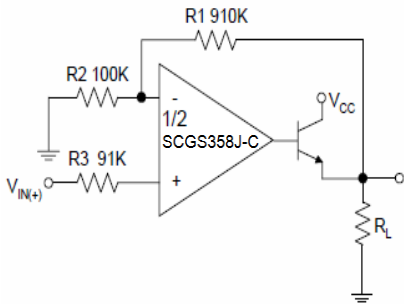 R1 910K
R2 100K
-
1/2
SCGS358J-C
VCC
R3 91K
+
VIN(+)
RL